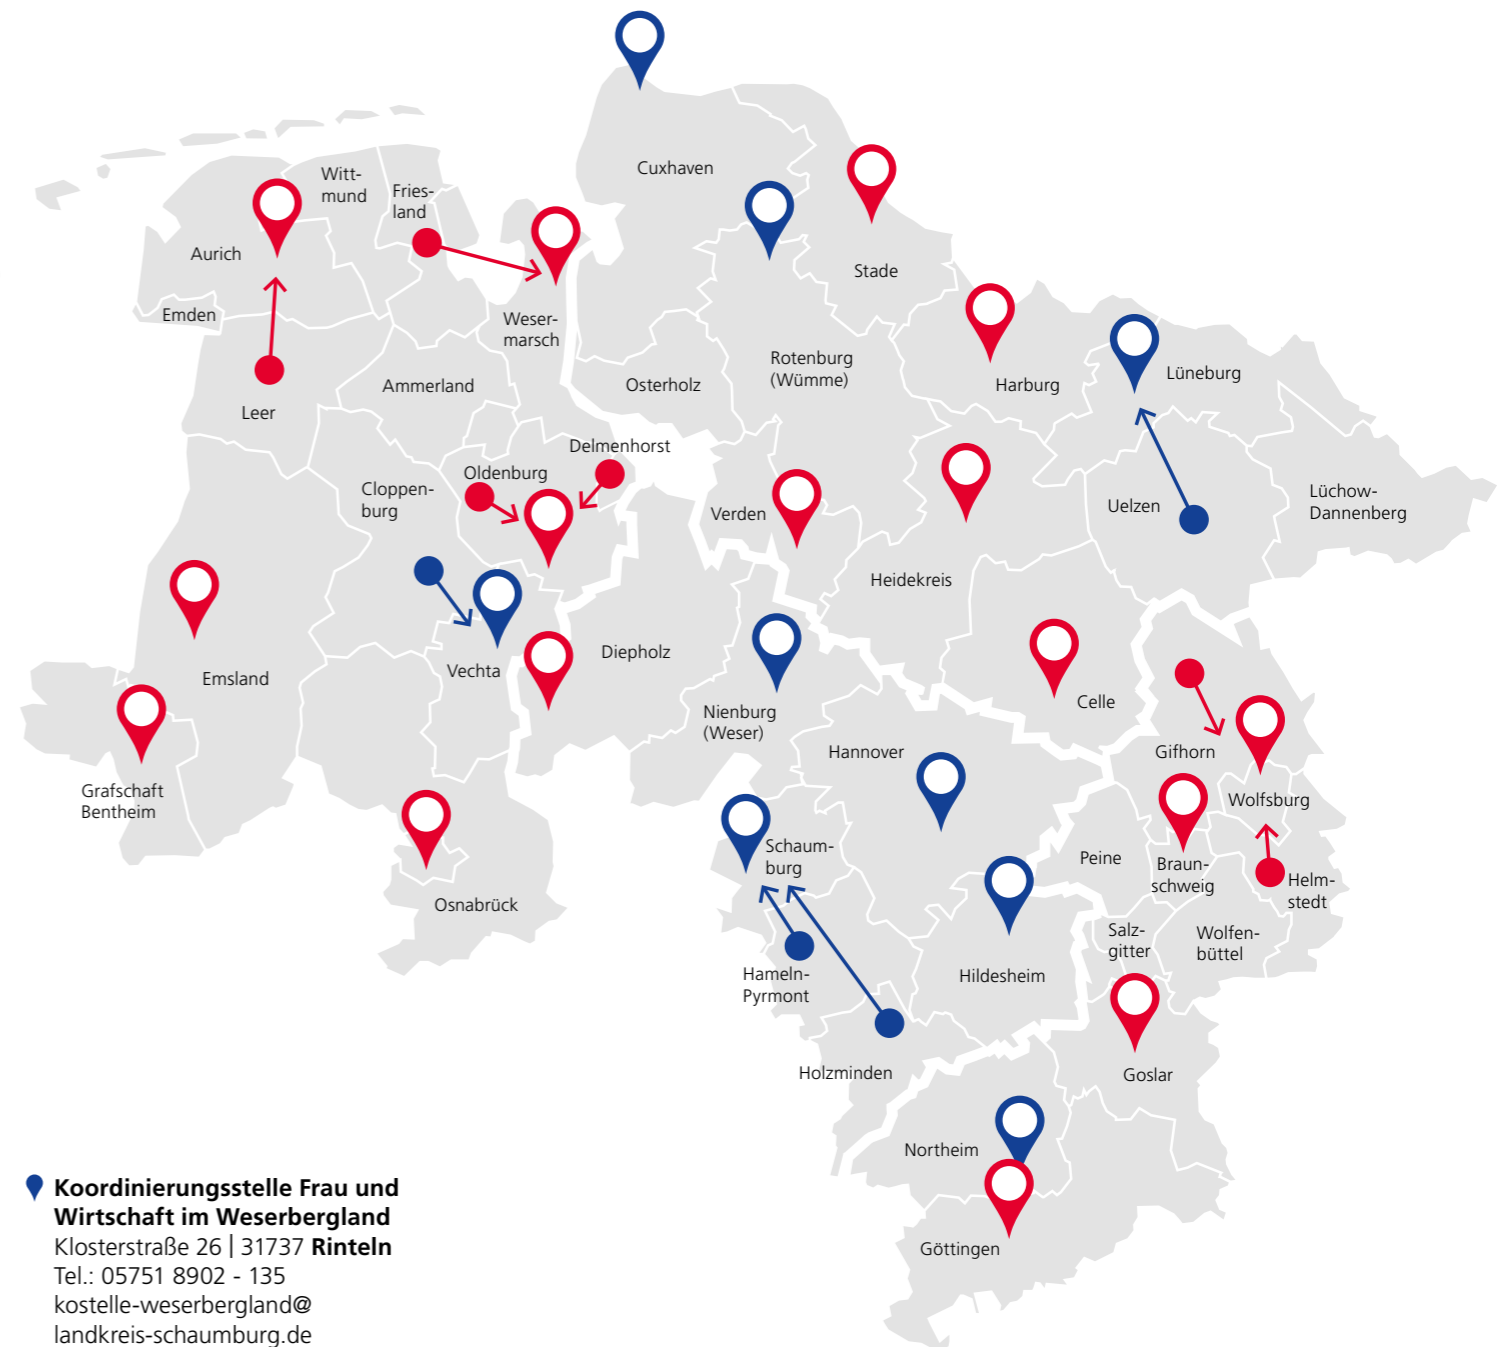 Cuxhaven
Witt-
mund
Fries-
land
Aurich
Stade
Emden
Weser-
marsch
Rotenburg
(Wümme)
Lüneburg
Ammerland
Osterholz
Harburg
Leer
Delmenhorst
Oldenburg
Cloppen-
burg
Verden
Uelzen
Lüchow-
Dannenberg
Heidekreis
Diepholz
Vechta
Emsland
Celle
Nienburg
(Weser)
Hannover
Gifhorn
Grafschaft
Bentheim
Wolfsburg
Schaum-
burg
Peine
Braun-
schweig
Helm-
stedt
Osnabrück
Salz-
gitter
Wolfen-
büttel
Hameln-
Pyrmont
Hildesheim
Holzminden
Goslar
Northeim
Göttingen
Koordinierungsstelle Frau und
Wirtschaft im Weserbergland
Klosterstraße 26 | 31737 Rinteln
Tel.: 05751 8902 - 135
kostelle-weserbergland@
landkreis-schaumburg.de